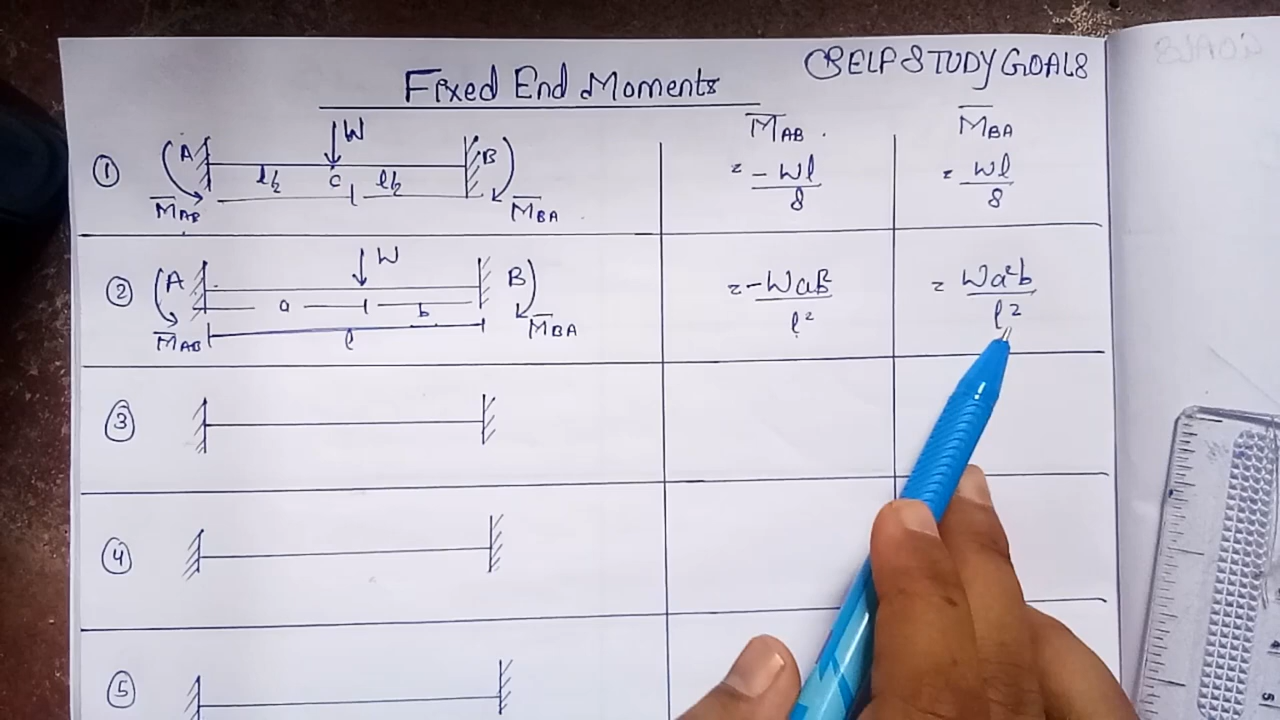 SELF STUDY GOALS
Fixed End Moments
M̅AB
M̅BA
① A W B
l/2 C l/2
M̅AB M̅BA
= -Wl/8
= Wl/8
② A W B
a b
M̅AB l M̅BA
= -Wab²/l²
= Wa²b/l²
③
④
⑤